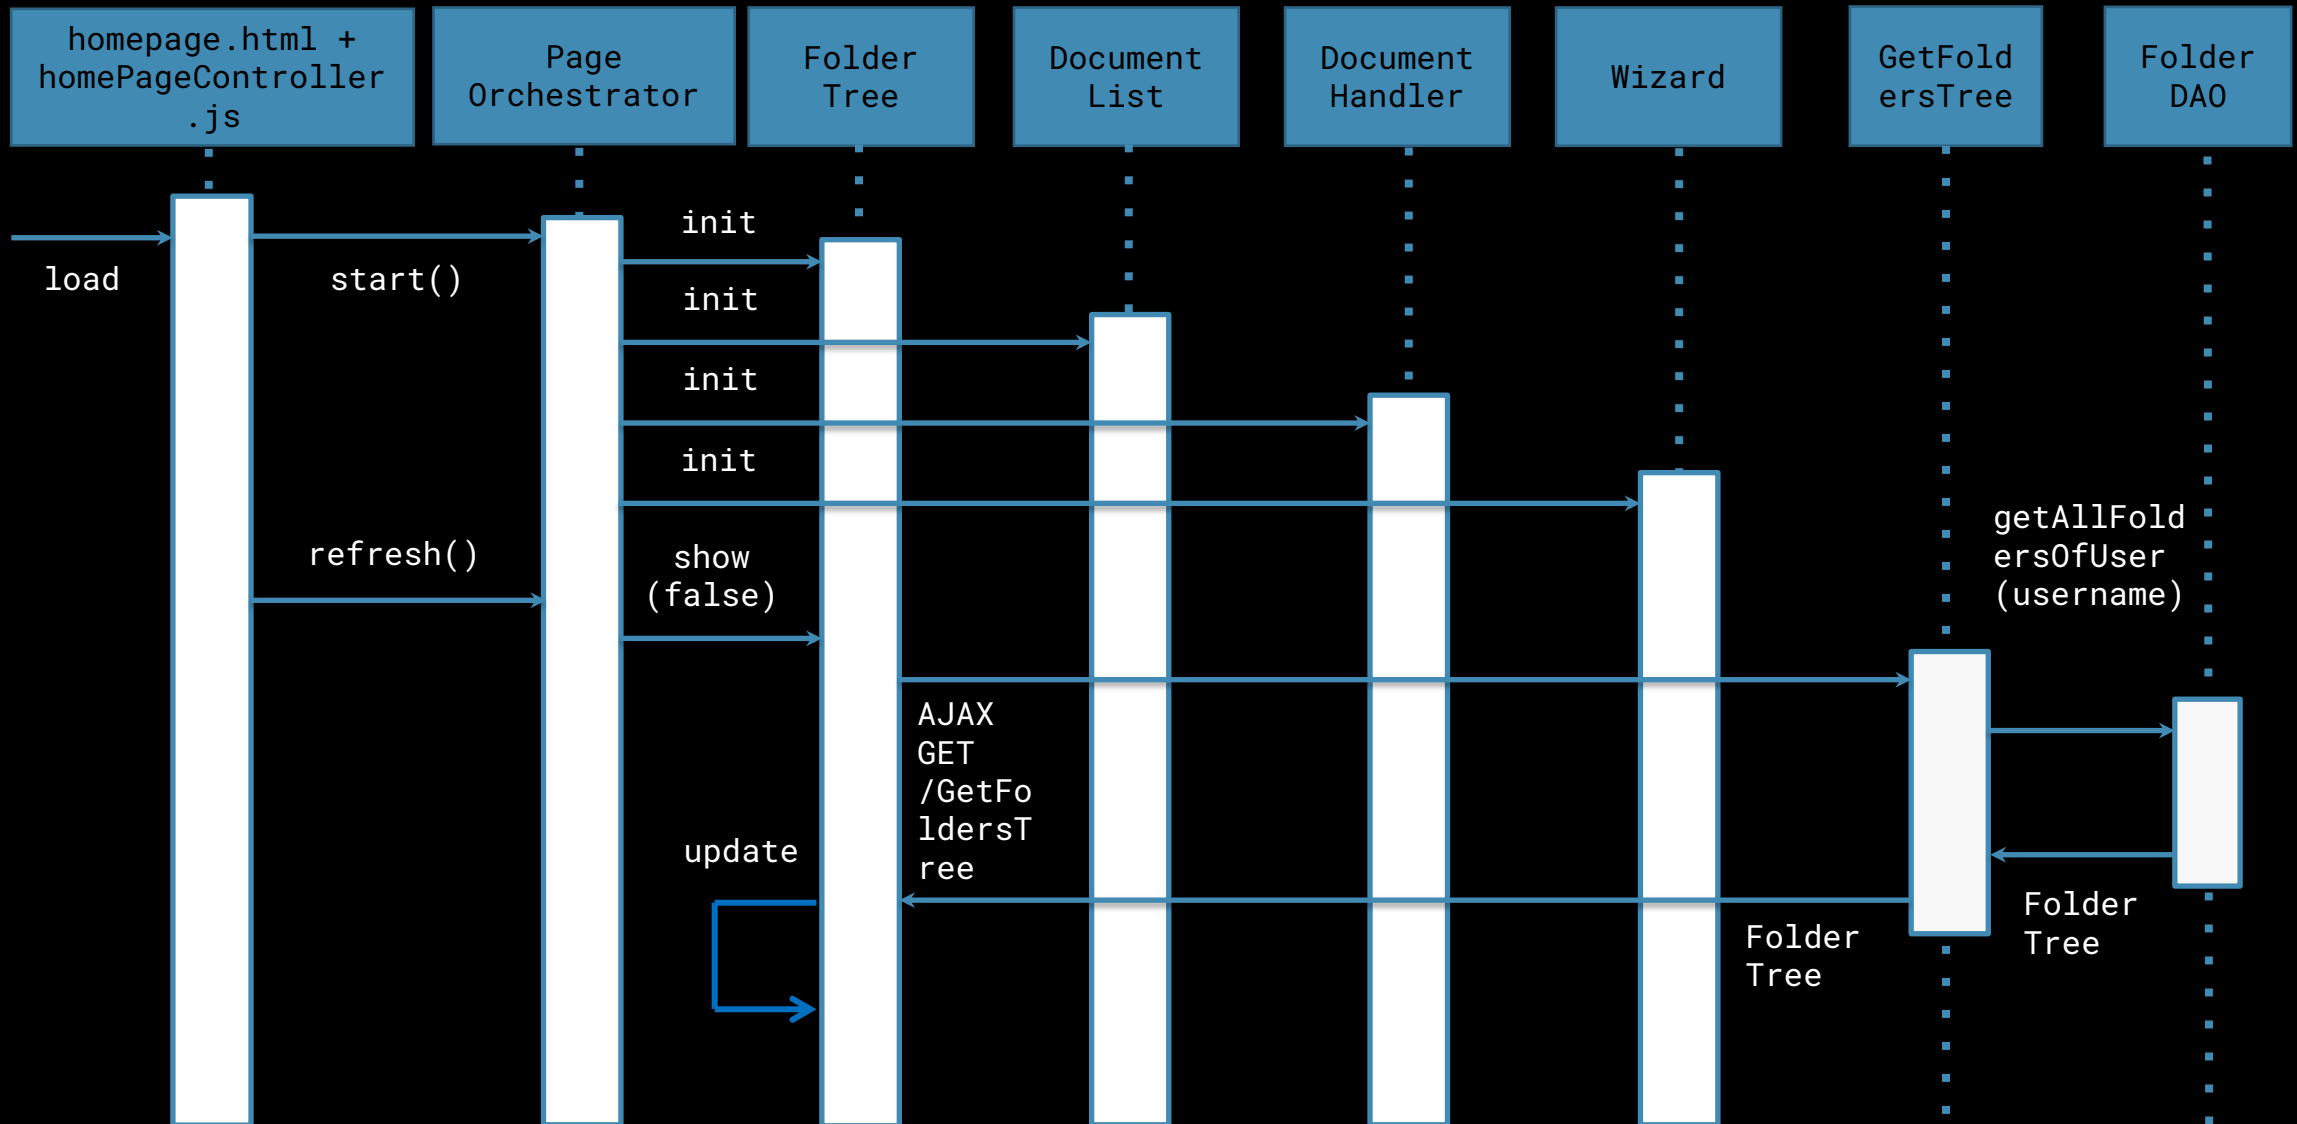 homepage.html +
homePageController
.js
Page
Orchestrator
Folder
Tree
Document
List
Document
Handler
Wizard
GetFold
ersTree
Folder
DAO
load
start()
init
init
init
init
refresh()
show
(false)
getAllFold
ersOfUser
(username)
AJAX
GET
/GetFo
ldersT
ree
update
Folder
Tree
Folder
Tree